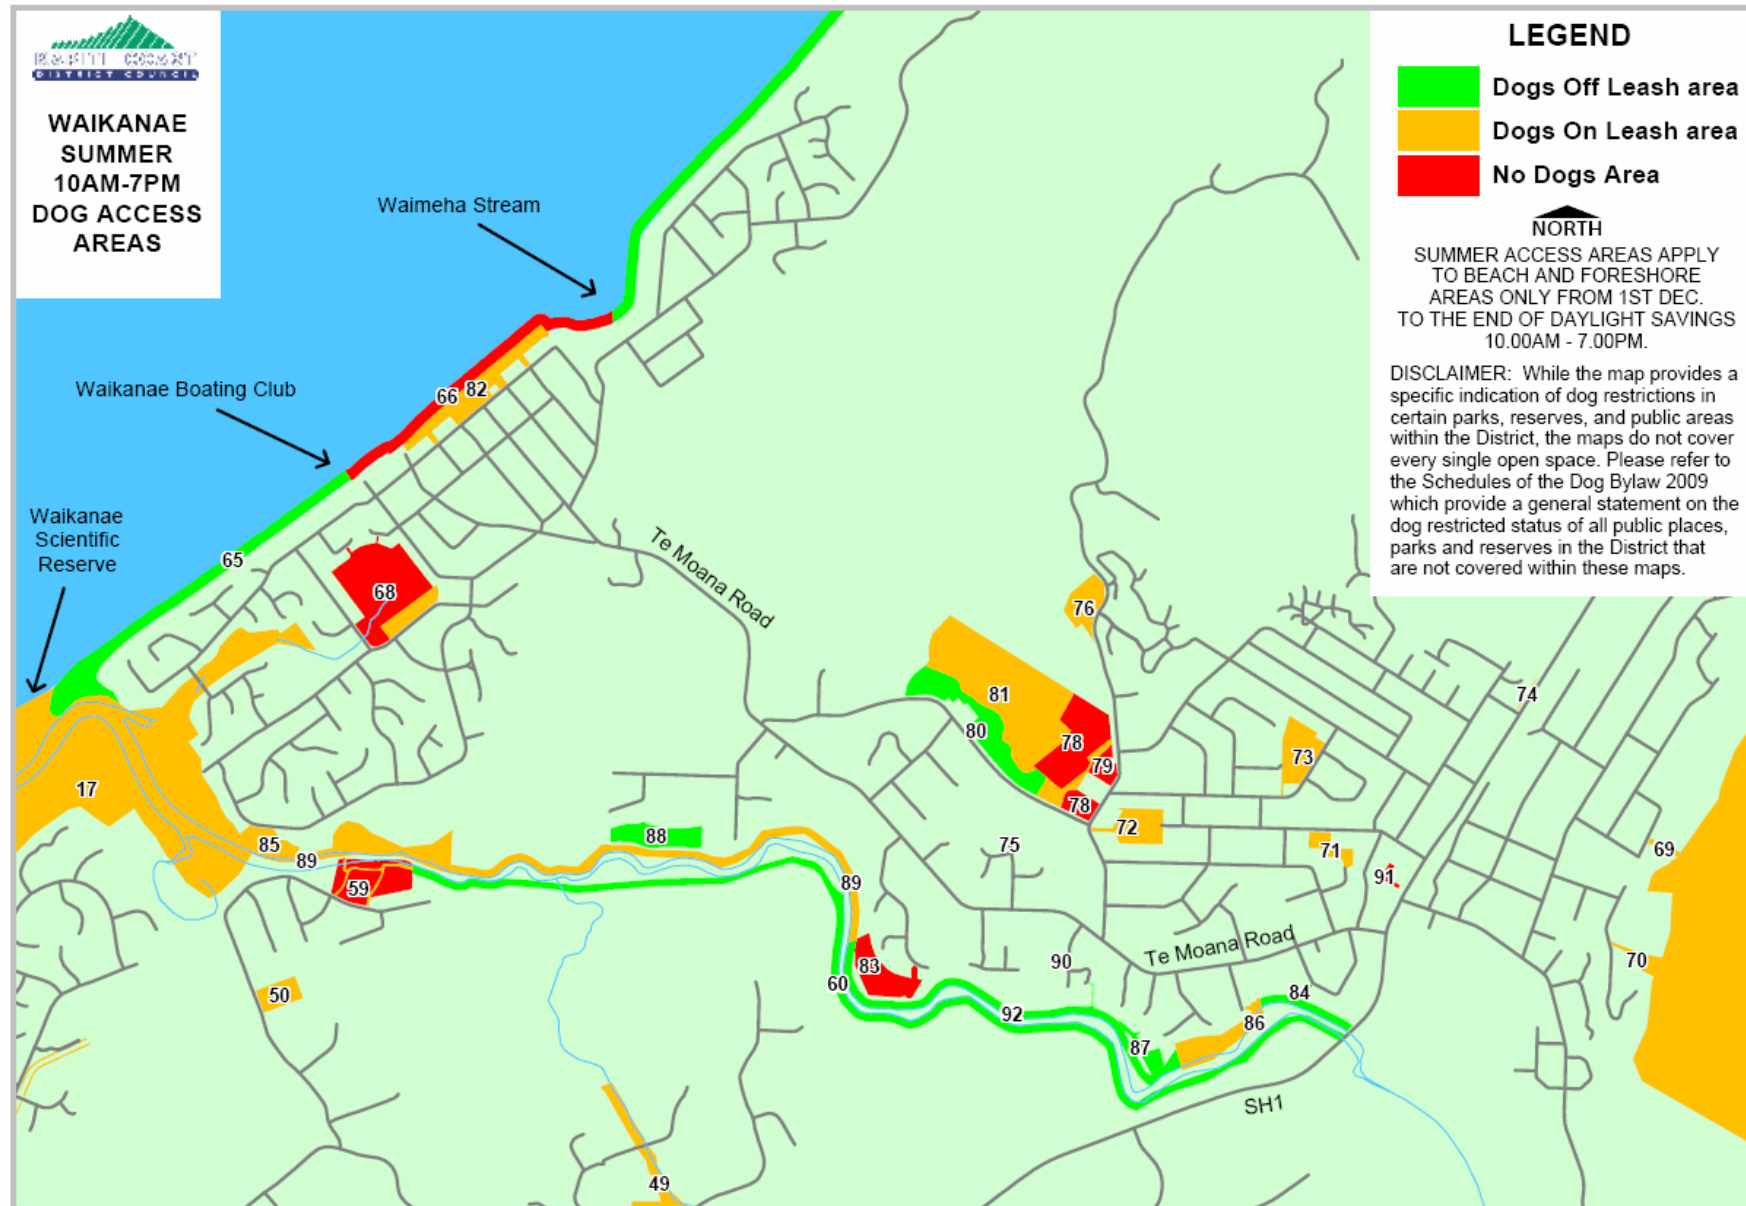 KAPITI COAST
DISTRICT COUNCIL
WAIKANAE
SUMMER
10AM-7PM
DOG ACCESS
AREAS
LEGEND
Dogs Off Leash area
Dogs On Leash area
No Dogs Area
NORTH
SUMMER ACCESS AREAS APPLY
TO BEACH AND FORESHORE
AREAS ONLY FROM 1ST DEC.
TO THE END OF DAYLIGHT SAVINGS
10.00AM - 7.00PM.
DISCLAIMER: While the map provides a
specific indication of dog restrictions in
certain parks, reserves, and public areas
within the District, the maps do not cover
every single open space. Please refer to
the Schedules of the Dog Bylaw 2009
which provide a general statement on the
dog restricted status of all public places,
parks and reserves in the District that
are not covered within these maps.
Waimeha Stream
Waikanae Boating Club
66
82
Waikanae
Scientific
Reserve
65
68
Te Moana Road
76
81
74
80
78
73
79
17
78
72
88
75
85
89
71
69
59
89
91
83
Te Moana Road
90
70
60
50
92
84
86
87
SH1
49